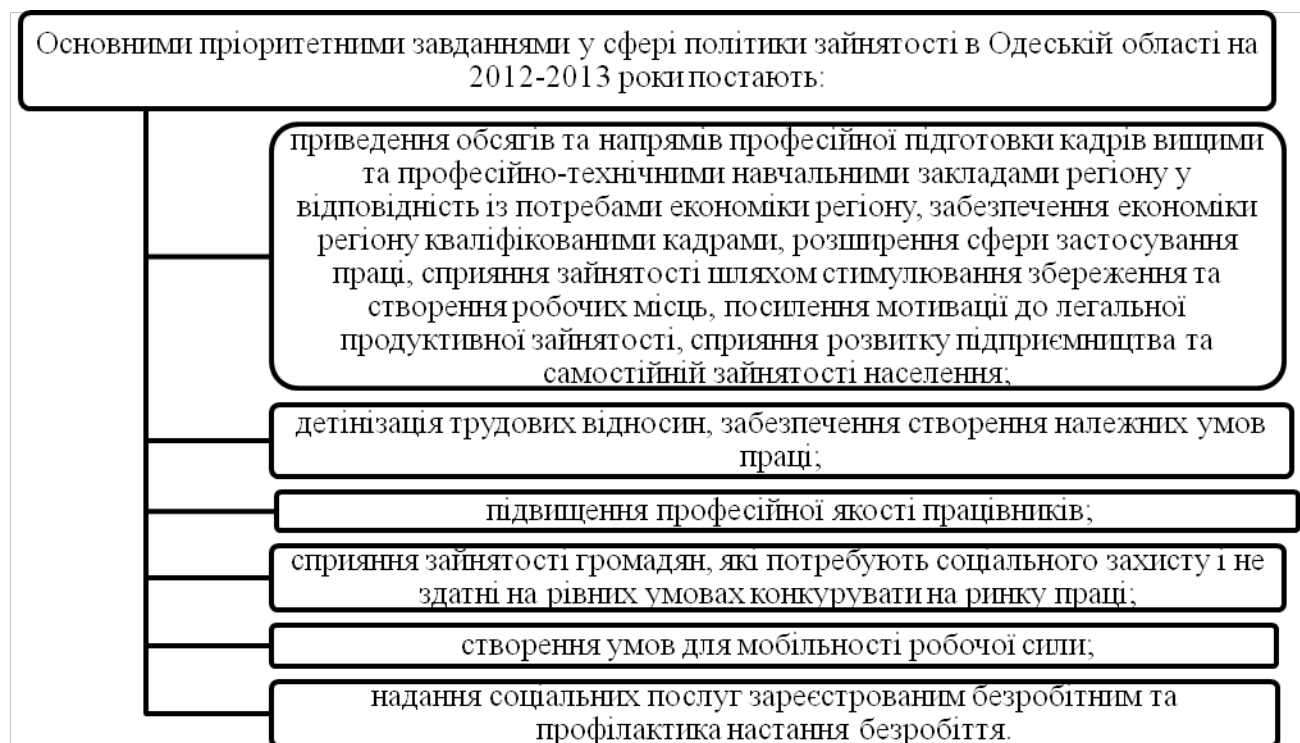 Основними пріоритетними завданнями у сфері політики зайнятості в Одеській області на
2012-2013 роки постають:
приведення обсягів та напрямів професійної підготовки кадрів вищими
та професійно-технічними навчальними закладами регіону у
відповідність із потребами економіки регіону, забезпечення економіки
регіону кваліфікованими кадрами, розширення сфери застосування
праці, сприяння зайнятості шляхом стимулювання збереження та
створення робочих місць, посилення мотивації до легальної
продуктивної зайнятості, сприяння розвитку підприємництва та
самостійній зайнятості населення;
детінізація трудових відносин, забезпечення створення належних умов
праці;
підвищення професійної якості працівників;
сприяння зайнятості громадян, які потребують соціального захисту і не
здатні на рівних умовах конкурувати на ринку праці;
створення умов для мобільності робочої сили;
надання соціальних послуг зареєстрованим безробітним та
профілактика настання безробіття.